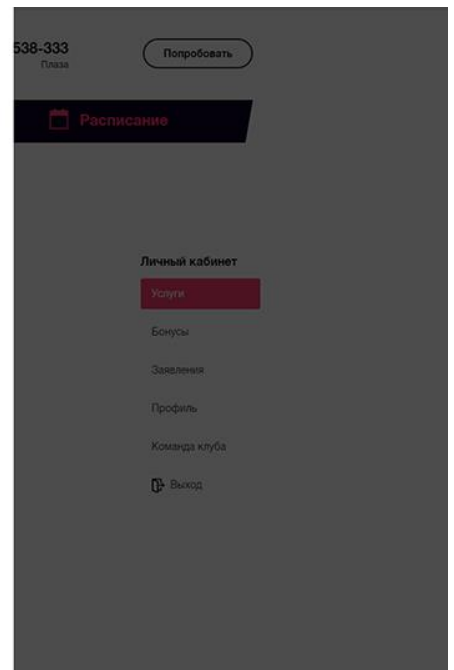 538-333
Плаза
Попробовать
Расписание
Личный кабинет
Услуги
Бонусы
Заявления
Профиль
Команда клуба
Выход